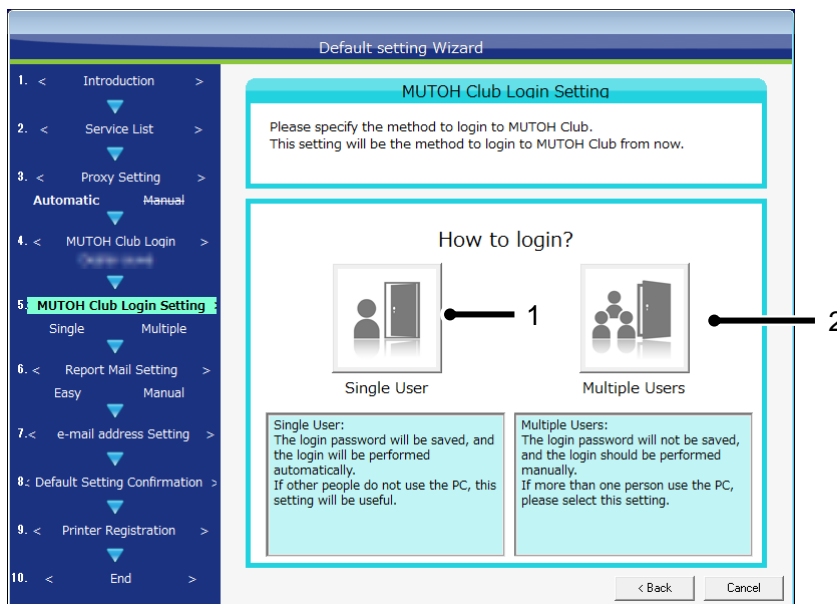 Default setting Wizard
1. < Introduction >
2. < Service List >
3. < Proxy Setting >
Automatic Manual
4. < MUTOH Club Login >
5. MUTOH Club Login Setting
Single Multiple
6. < Report Mail Setting >
Easy Manual
7.< e-mail address Setting >
8.< Default Setting Confirmation >
9. < Printer Registration >
10. < End >
MUTOH Club Login Setting
Please specify the method to login to MUTOH Club.
This setting will be the method to login to MUTOH Club from now.
How to login?
1
2
Single User
Multiple Users
Single User:
The login password will be saved, and
the login will be performed
automatically.
If other people do not use the PC, this
setting will be useful.
Multiple Users:
The login password will not be saved,
and the login should be performed
manually.
If more than one person use the PC,
please select this setting.
< Back
Cancel